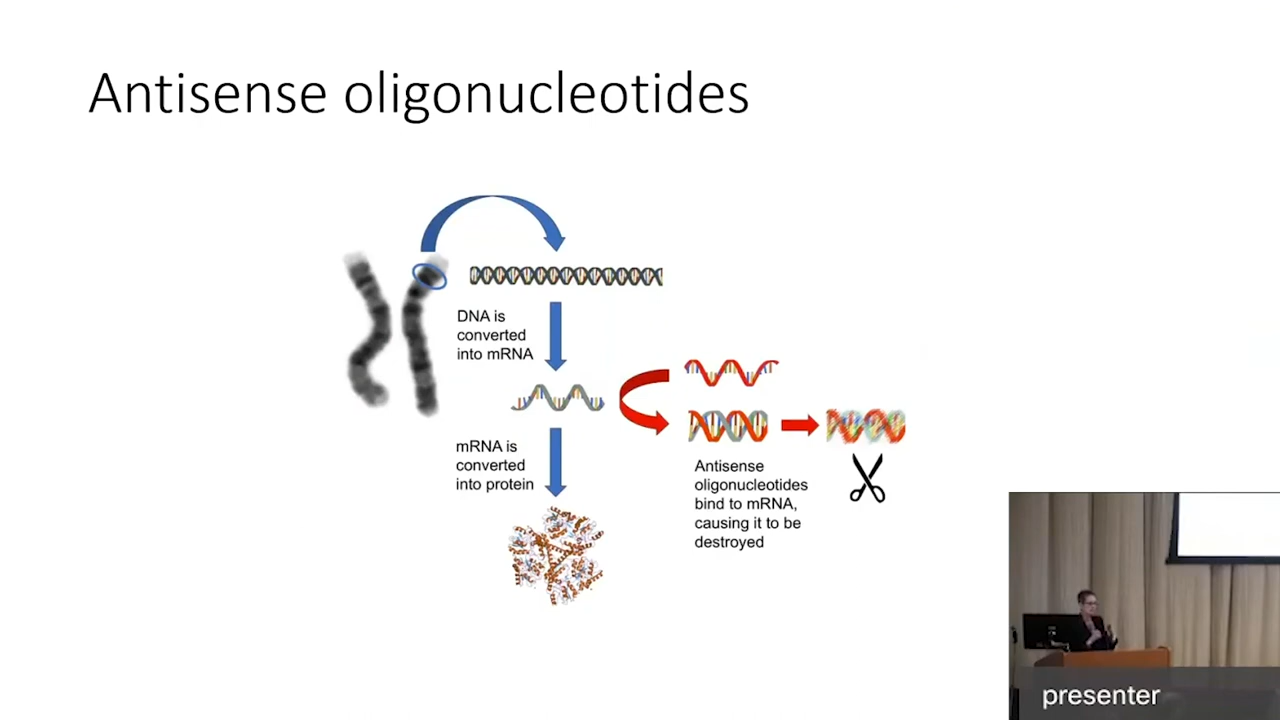 Antisense oligonucleotides
DNA is
converted
into mRNA
mRNA is
converted
into protein
Antisense
oligonucleotides
bind to mRNA,
causing it to be
destroyed
presenter